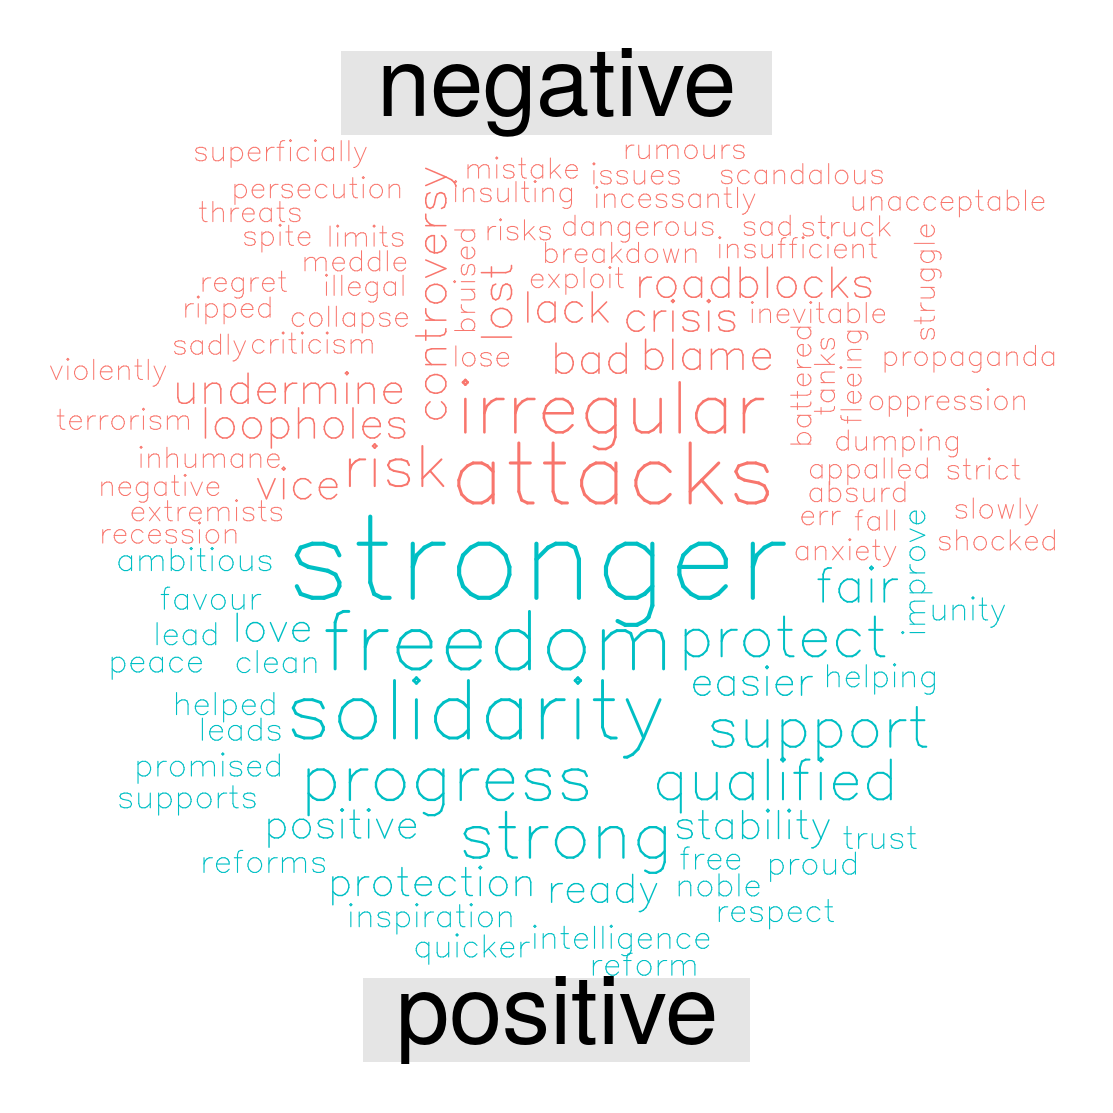 negative
superficially
rumours
mistake issues scandalous
persecution insulting incessantly unacceptable
threats
spite limits risks dangerous sad struck
controversy
bruised
struggle
meddle breakdown insufficient
regret illegal lost exploit roadblocks
ripped collapse lack crisis inevitable
sadly criticism lose bad blame battered tanks fleeing propaganda
violently undermine irregular oppression
terrorism loopholes dumping
inhumane risk attacks appalled strict
negative vice absurd
extremists err fall slowly
recession anxiety shocked
ambitious stronger fair improve
favour unity
lead love freedom protect
peace clean easier helping
helped solidarity
leads support
promised progress qualified
supports
positive strong stability trust
reforms free proud
protection ready noble
inspiration respect
quicker intelligence
reform
positive